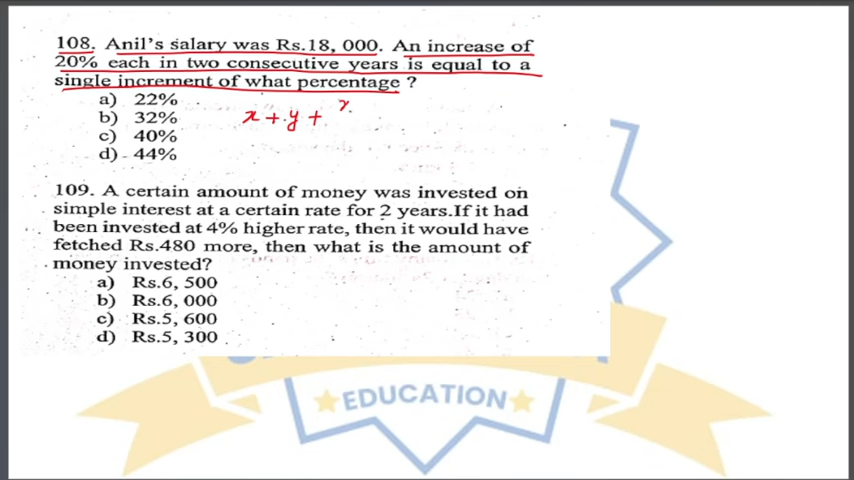 108. Anil's salary was Rs.18, 000. An increase of
20% each in two consecutive years is equal to a
single increment of what percentage ?
a) 22%
b) 32%
c) 40%
d) 44%
x + y +
109. A certain amount of money was invested on
simple interest at a certain rate for 2 years.If it had
been invested at 4% higher rate, then it would have
fetched Rs.480 more, then what is the amount of
money invested?
a) Rs.6, 500
b) Rs.6, 000
c) Rs.5, 600
d) Rs.5, 300
EDUCATION